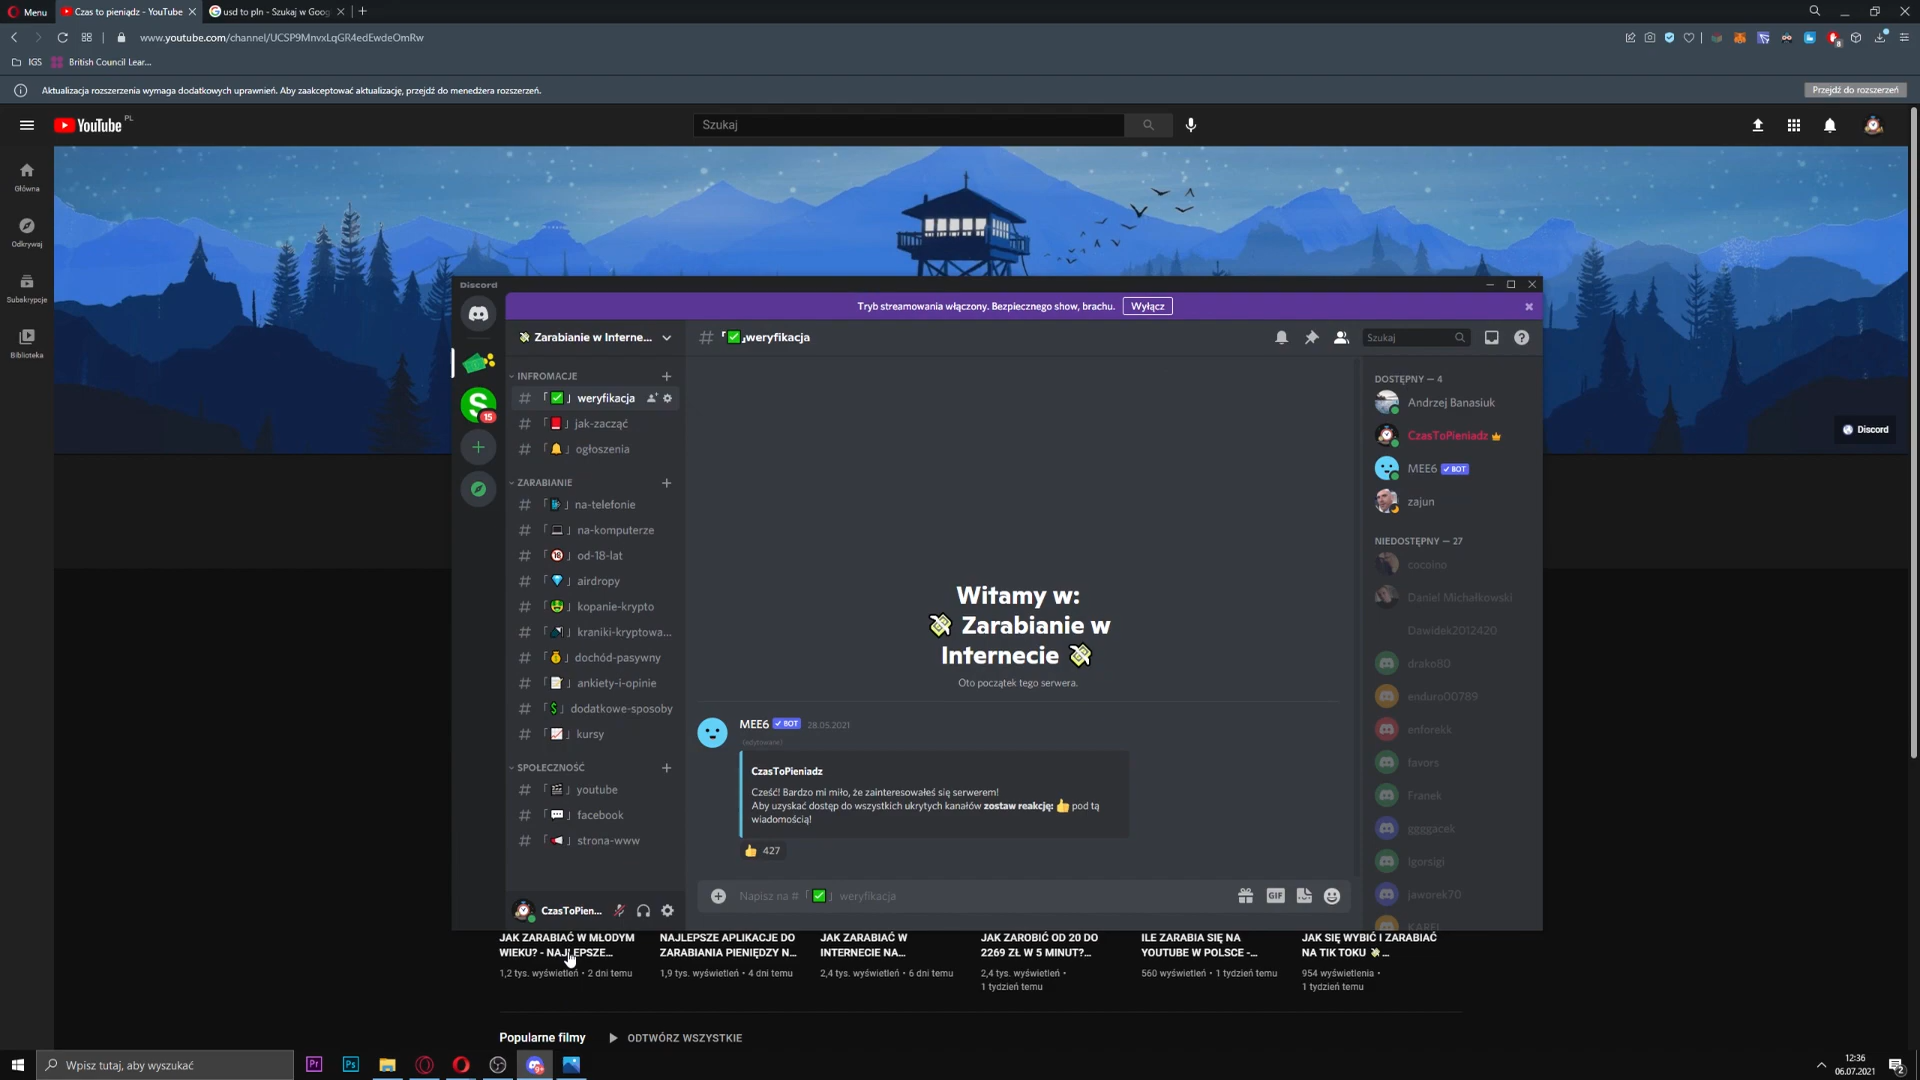 Menu
Czas to pieniądz - YouTube
usd to pln - Szukaj w Goog
www.youtube.com/channel/UCSP9MnvxLqGR4edEwdeOmRw
IGS
British Council Lear...
Aktualizacja rozszerzenia wymaga dodatkowych uprawnień. Aby zaakceptować aktualizację, przejdź do menedżera rozszerzeń.
Przejdź do rozszerzeń
YouTube PL
Szukaj
Główna
Odkrywaj
Subskrypcje
Biblioteka
Discord
Discord
Tryb streamowania włączony. Bezpiecznego show, brachu.
Wyłącz
Zarabianie w Interne...
# 「✅」weryfikacja
Szukaj
INFROMACJE
# 「✅」 weryfikacja
# 「📕」 jak-zacząć
# 「🔔」 ogłoszenia
15
ZARABIANIE
# 「📲」 na-telefonie
# 「💻」 na-komputerze
# 「🔞」 od-18-lat
# 「💎」 airdropy
# 「🤑」 kopanie-krypto
# 「🚰」 kraniki-kryptowa...
# 「💰」 dochód-pasywny
# 「📝」 ankiety-i-opinie
# 「💲」 dodatkowe-sposoby
# 「📈」 kursy
SPOŁECZNOŚĆ
# 「🎬」 youtube
# 「💬」 facebook
# 「📢」 strona-www
CzasToPien...
Witamy w:
💸 Zarabianie w
Internecie 💸
Oto początek tego serwera.
MEE6 ✓ BOT 28.05.2021
(edytowane)
CzasToPieniadz
Cześć! Bardzo mi miło, że zainteresowałeś się serwerem!
Aby uzyskać dostęp do wszystkich ukrytych kanałów zostaw reakcję: 👍 pod tą
wiadomością!
👍 427
Napisz na # 「✅」 weryfikacja
GIF
DOSTĘPNY — 4
Andrzej Banasiuk
CzasToPieniadz
MEE6 ✓ BOT
zajun
NIEDOSTĘPNY — 27
cocoino
Daniel Michałkowski
Dawidek2012420
drako80
enduro00789
enforekk
favors
Franek
ggggacek
Igorsigi
jaworek70
KAREL
JAK ZARABIAĆ W MŁODYM
WIEKU? - NAJLEPSZE...
1,2 tys. wyświetleń • 2 dni temu
NAJLEPSZE APLIKACJE DO
ZARABIANIA PIENIĘDZY N...
1,9 tys. wyświetleń • 4 dni temu
JAK ZARABIAĆ W
INTERNECIE NA...
2,4 tys. wyświetleń • 6 dni temu
JAK ZAROBIĆ OD 20 DO
2269 ZŁ W 5 MINUT?...
2,4 tys. wyświetleń •
1 tydzień temu
ILE ZARABIA SIĘ NA
YOUTUBE W POLSCE -...
560 wyświetleń • 1 tydzień temu
JAK SIĘ WYBIĆ I ZARABIAĆ
NA TIK TOKU 💸...
954 wyświetlenia •
1 tydzień temu
Popularne filmy
ODTWÓRZ WSZYSTKIE
Wpisz tutaj, aby wyszukać
Pr
Ps
12:36
06.07.2021
2